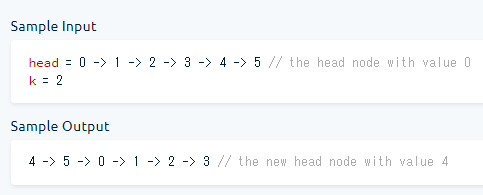 Sample Input
head = 0 -> 1 -> 2 -> 3 -> 4 -> 5 // the head node with value 0
k = 2
Sample Output
4 -> 5 -> 0 -> 1 -> 2 -> 3 // the new head node with value 4